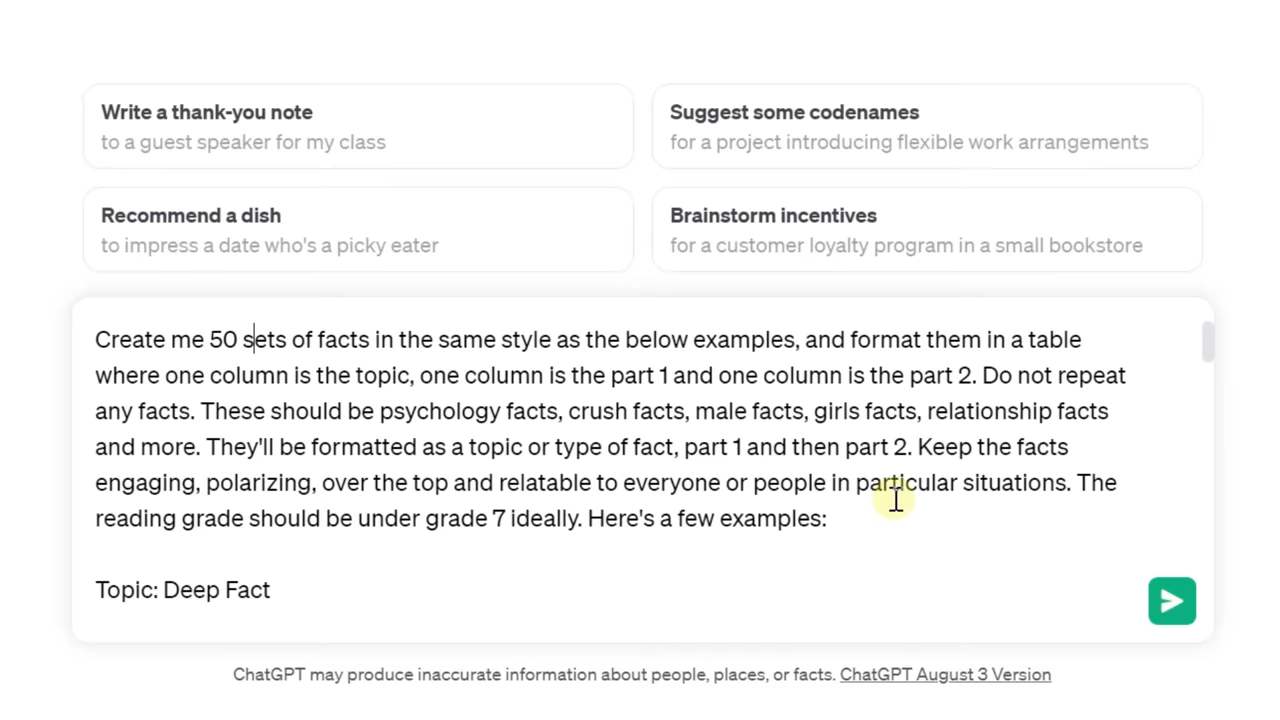 Write a thank-you note
to a guest speaker for my class
Suggest some codenames
for a project introducing flexible work arrangements
Recommend a dish
to impress a date who's a picky eater
Brainstorm incentives
for a customer loyalty program in a small bookstore
Create me 50 sets of facts in the same style as the below examples, and format them in a table
where one column is the topic, one column is the part 1 and one column is the part 2. Do not repeat
any facts. These should be psychology facts, crush facts, male facts, girls facts, relationship facts
and more. They'll be formatted as a topic or type of fact, part 1 and then part 2. Keep the facts
engaging, polarizing, over the top and relatable to everyone or people in particular situations. The
reading grade should be under grade 7 ideally. Here's a few examples:
Topic: Deep Fact
ChatGPT may produce inaccurate information about people, places, or facts. ChatGPT August 3 Version